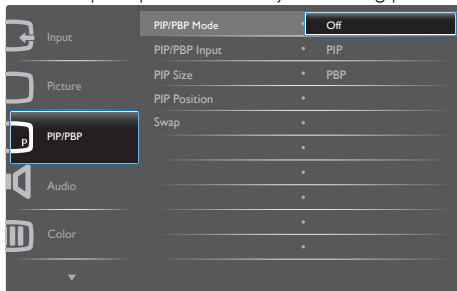 Input
Picture
P
PIP/PBP
Audio
Color
PIP/PBP Mode • Off
PIP/PBP Input • PIP
PIP Size • PBP
PIP Position •
Swap •